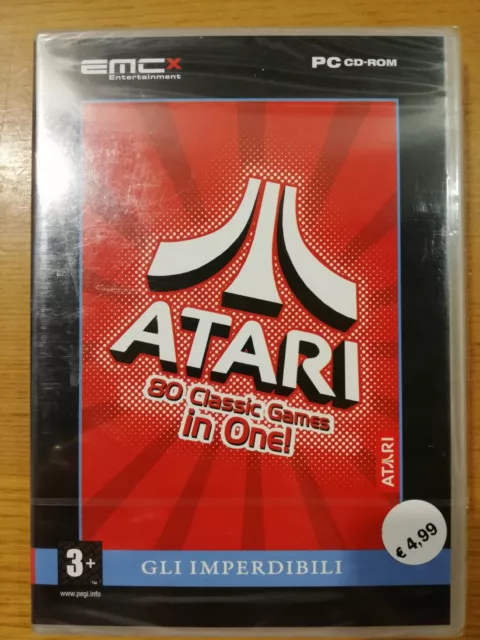 EMCX
Entertainment
PC CD-ROM
ATARI
80 Classic Games
in One!
ATARI
€ 4,99
3+
™
www.pegi.info
GLI IMPERDIBILI